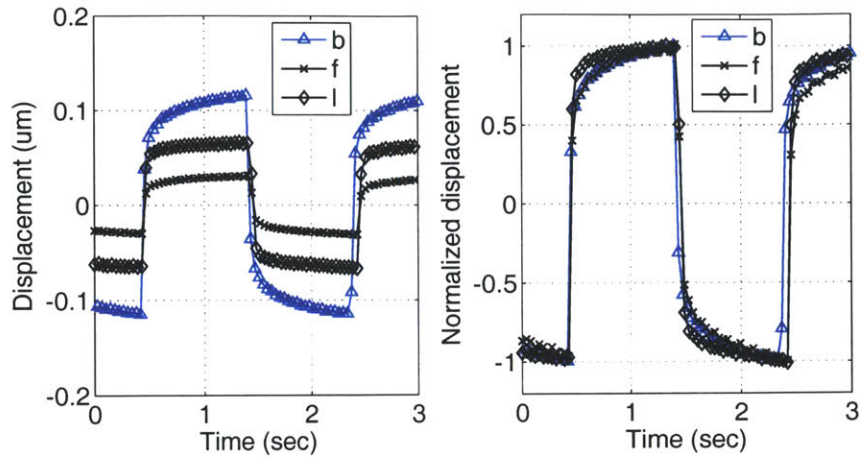 Displacement (um)
0.2
0.1
0
-0.1
-0.2
0
1
2
3
Time (sec)
b
f
l
Normalized displacement
1
0.5
0
-0.5
-1
0
1
2
3
Time (sec)
b
f
l